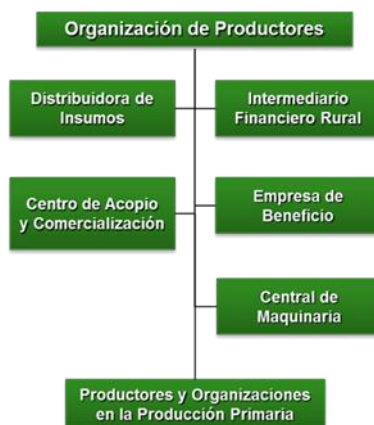 Organización de Productores
Distribuidora de
Insumos
Intermediario
Financiero Rural
Centro de Acopio
y Comercialización
Empresa de
Beneficio
Central de
Maquinaria
Productores y Organizaciones
en la Producción Primaria